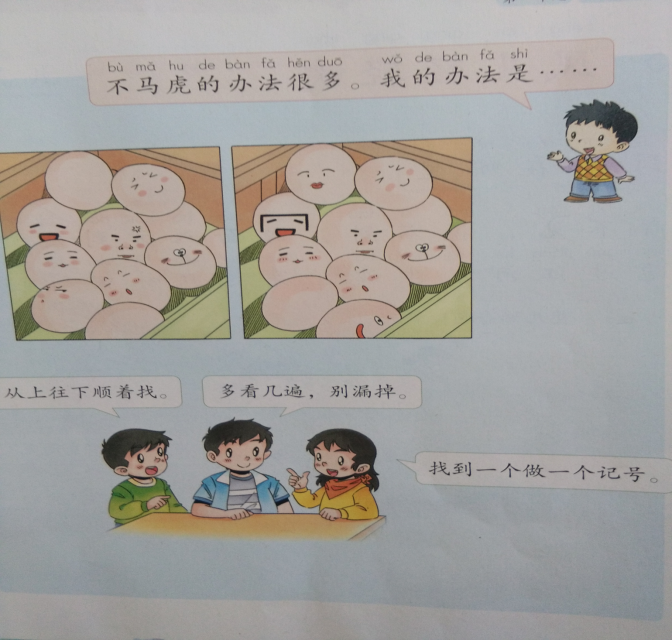 bù mǎ hu de bàn fǎ hěn duō wǒ de bàn fǎ shì
不马虎的办法很多。我的办法是……
从上往下顺着找。
多看几遍，别漏掉。
找到一个做一个记号。